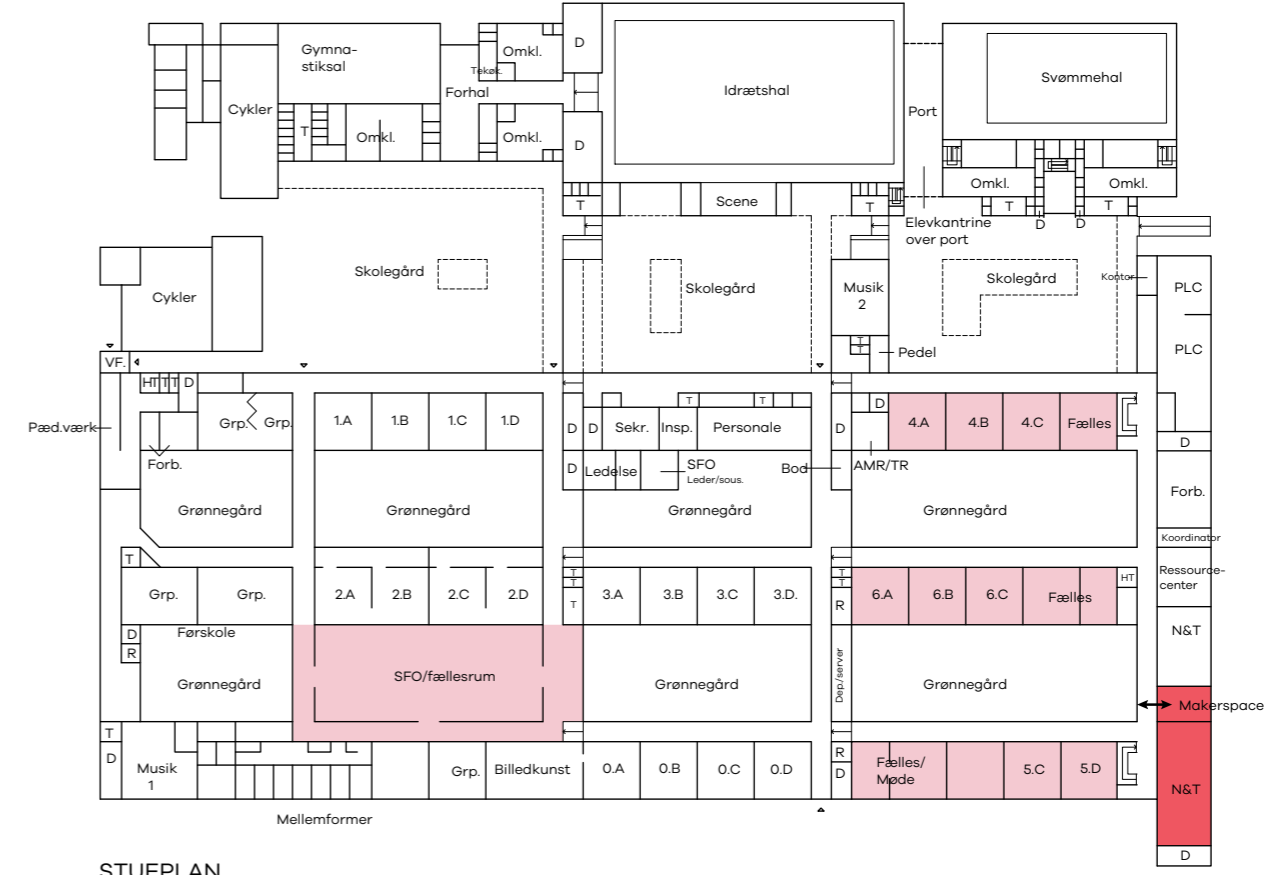 Gymna-
stiksal
Omkl.
D
Tekøk.
Forhal
Cykler
T
Omkl.
Omkl.
D
Idrætshal
Port
Svømmehal
Omkl.
Omkl.
T
Scene
T
T
T
D
D
Elevkantrine
over port
Skolegård
Skolegård
Skolegård
Kontor
PLC
Cykler
Musik
2
PLC
T
T
Pedel
VF.
HT
T
T
T
D
Pæd.værk
Grp.
Grp.
1.A
1.B
1.C
1.D
D
D
Sekr.
Insp.
T
Personale
T
D
D
4.A
4.B
4.C
Fælles
D
Forb.
D
Ledelse
SFO
Leder/sous.
Bod
AMR/TR
Forb.
Grønnegård
Grønnegård
Grønnegård
Grønnegård
Koordinator
T
T
T
T
T
T
Ressource-
center
Grp.
Grp.
2.A
2.B
2.C
2.D
T
3.A
3.B
3.C
3.D.
R
6.A
6.B
6.C
Fælles
HT
D
R
Førskole
N&T
Grønnegård
SFO/fællesrum
Grønnegård
Dep./server
Grønnegård
Makerspace
T
D
Musik
1
Grp.
Billedkunst
0.A
0.B
0.C
0.D
R
D
Fælles/
Møde
5.C
5.D
N&T
Mellemformer
D
STUEPLAN